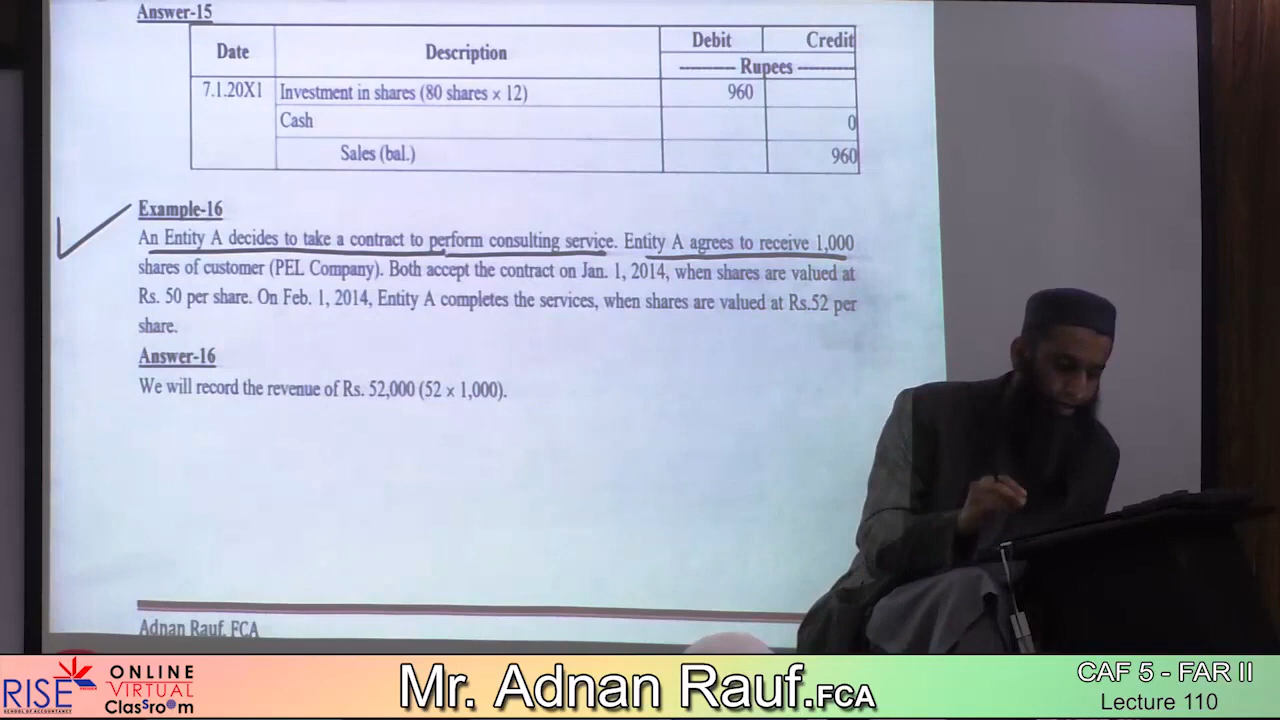 Answer-15
Date Description Debit Credit
Rupees
7.1.20X1 Investment in shares (80 shares × 12) 960
Cash 0
Sales (bal.) 960
Example-16
An Entity A decides to take a contract to perform consulting service. Entity A agrees to receive 1,000
shares of customer (PEL Company). Both accept the contract on Jan. 1, 2014, when shares are valued at
Rs. 50 per share. On Feb. 1, 2014, Entity A completes the services, when shares are valued at Rs.52 per
share.
Answer-16
We will record the revenue of Rs. 52,000 (52 × 1,000).
Adnan Rauf, FCA
RISE
SCHOOL OF ACCOUNTANCY
ONLINE
VIRTUAL
Classroom
Mr. Adnan Rauf.FCA
CAF 5 - FAR II
Lecture 110